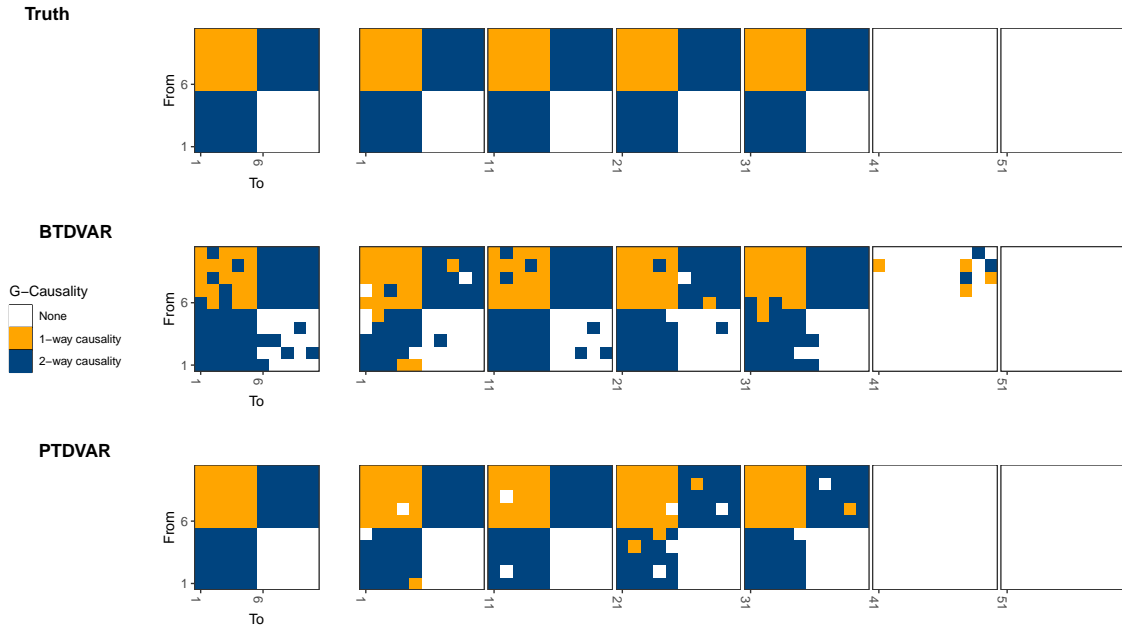 Truth
From
6
1
1
6
To
1
11
21
31
41
51
BTDVAR
G−Causality
None
1−way causality
2−way causality
From
6
1
1
6
To
1
11
21
31
41
51
PTDVAR
From
6
1
1
6
To
1
11
21
31
41
51